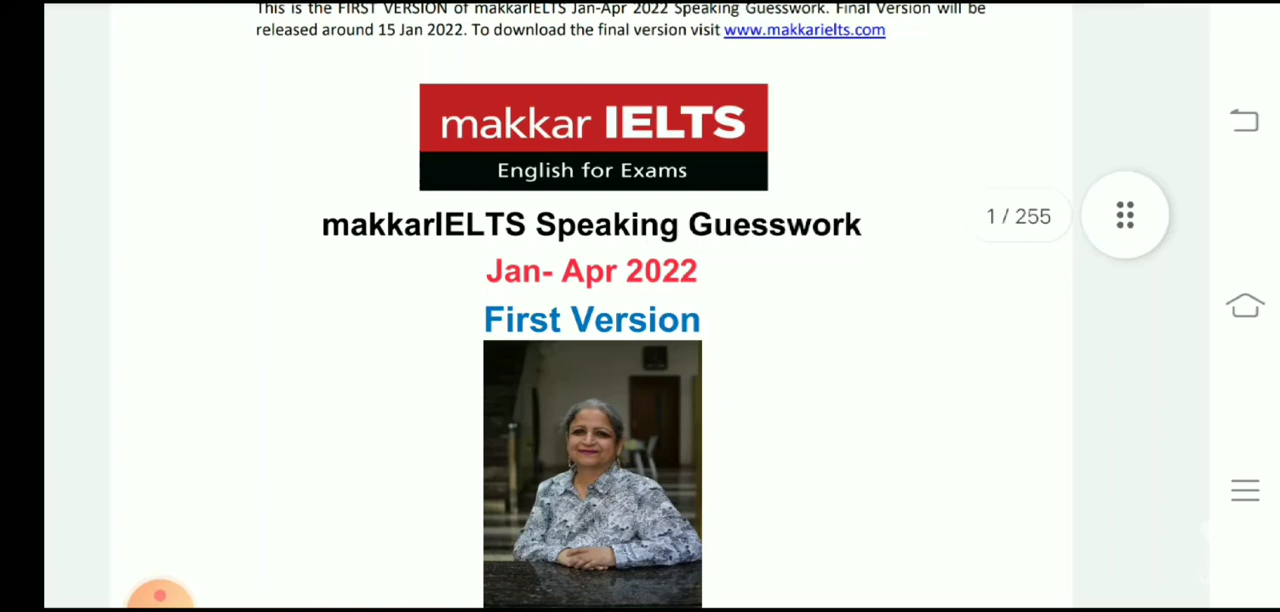 This is the FIRST VERSION of makkarIELTS Jan-Apr 2022 Speaking Guesswork. Final Version will be
released around 15 Jan 2022. To download the final version visit www.makkarielts.com
makkar IELTS
English for Exams
makkarIELTS Speaking Guesswork
1 / 255
Jan- Apr 2022
First Version